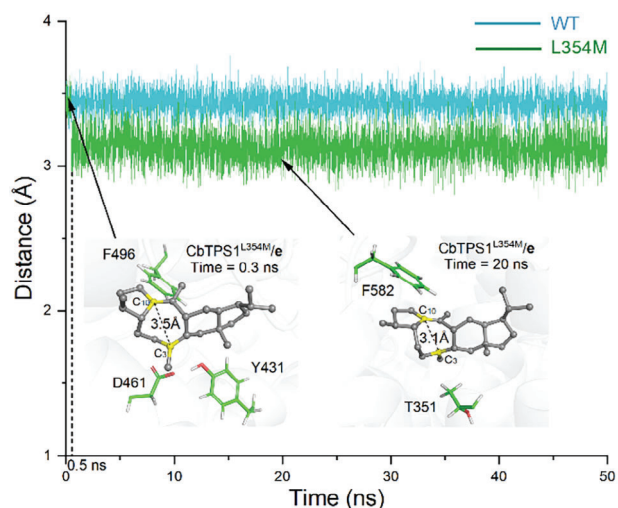 4
3
2
1
Distance (Å)
WT
L354M
F496
CbTPS1L354M/e
Time = 0.3 ns
C10
3.5Å
C3
D461
Y431
CbTPS1L354M/e
Time = 20 ns
F582
C10
3.1Å
C3
T351
0.5 ns
0 10 20 30 40 50
Time (ns)